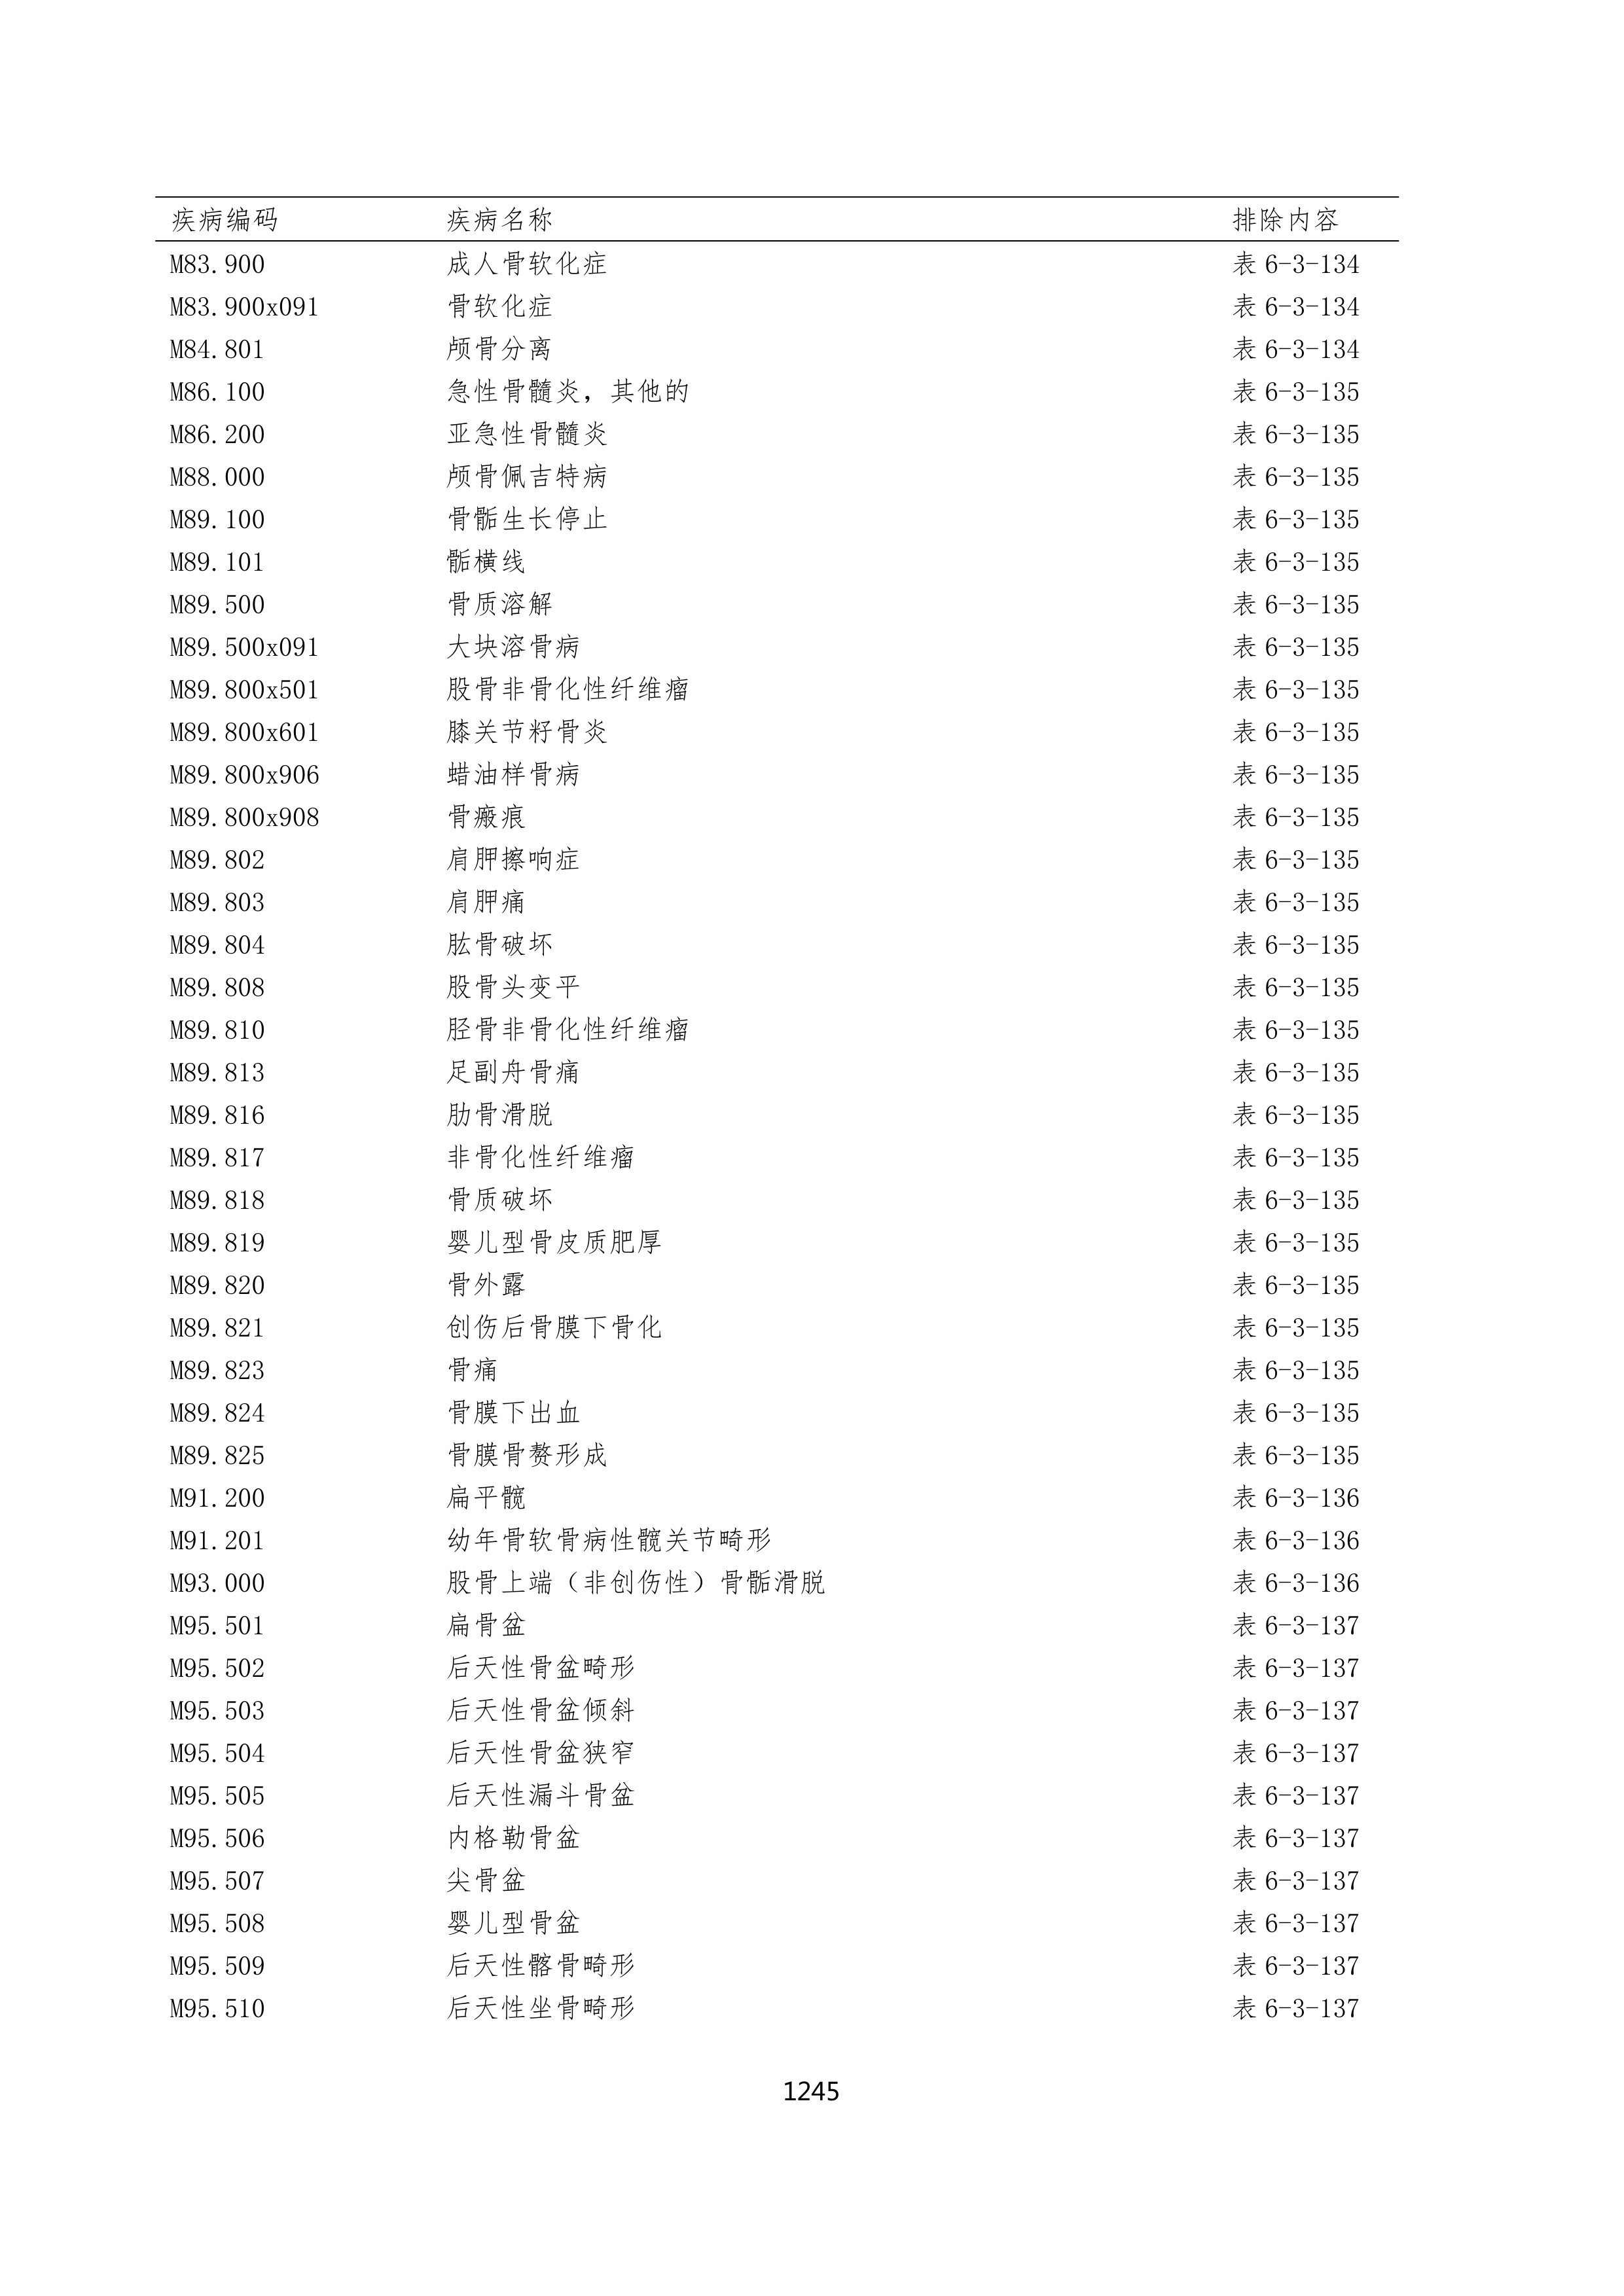 疾病编码 疾病名称 排除内容
M83.900 成人骨软化症 表 6-3-134
M83.900x091 骨软化症 表 6-3-134
M84.801 颅骨分离 表 6-3-134
M86.100 急性骨髓炎，其他的 表 6-3-135
M86.200 亚急性骨髓炎 表 6-3-135
M88.000 颅骨佩吉特病 表 6-3-135
M89.100 骨骺生长停止 表 6-3-135
M89.101 骺横线 表 6-3-135
M89.500 骨质溶解 表 6-3-135
M89.500x091 大块溶骨病 表 6-3-135
M89.800x501 股骨非骨化性纤维瘤 表 6-3-135
M89.800x601 膝关节籽骨炎 表 6-3-135
M89.800x906 蜡油样骨病 表 6-3-135
M89.800x908 骨瘢痕 表 6-3-135
M89.802 肩胛擦响症 表 6-3-135
M89.803 肩胛痛 表 6-3-135
M89.804 肱骨破坏 表 6-3-135
M89.808 股骨头变平 表 6-3-135
M89.810 胫骨非骨化性纤维瘤 表 6-3-135
M89.813 足副舟骨痛 表 6-3-135
M89.816 肋骨滑脱 表 6-3-135
M89.817 非骨化性纤维瘤 表 6-3-135
M89.818 骨质破坏 表 6-3-135
M89.819 婴儿型骨皮质肥厚 表 6-3-135
M89.820 骨外露 表 6-3-135
M89.821 创伤后骨膜下骨化 表 6-3-135
M89.823 骨痛 表 6-3-135
M89.824 骨膜下出血 表 6-3-135
M89.825 骨膜骨赘形成 表 6-3-135
M91.200 扁平髋 表 6-3-136
M91.201 幼年骨软骨病性髋关节畸形 表 6-3-136
M93.000 股骨上端（非创伤性）骨骺滑脱 表 6-3-136
M95.501 扁骨盆 表 6-3-137
M95.502 后天性骨盆畸形 表 6-3-137
M95.503 后天性骨盆倾斜 表 6-3-137
M95.504 后天性骨盆狭窄 表 6-3-137
M95.505 后天性漏斗骨盆 表 6-3-137
M95.506 内格勒骨盆 表 6-3-137
M95.507 尖骨盆 表 6-3-137
M95.508 婴儿型骨盆 表 6-3-137
M95.509 后天性髂骨畸形 表 6-3-137
M95.510 后天性坐骨畸形 表 6-3-137
1245